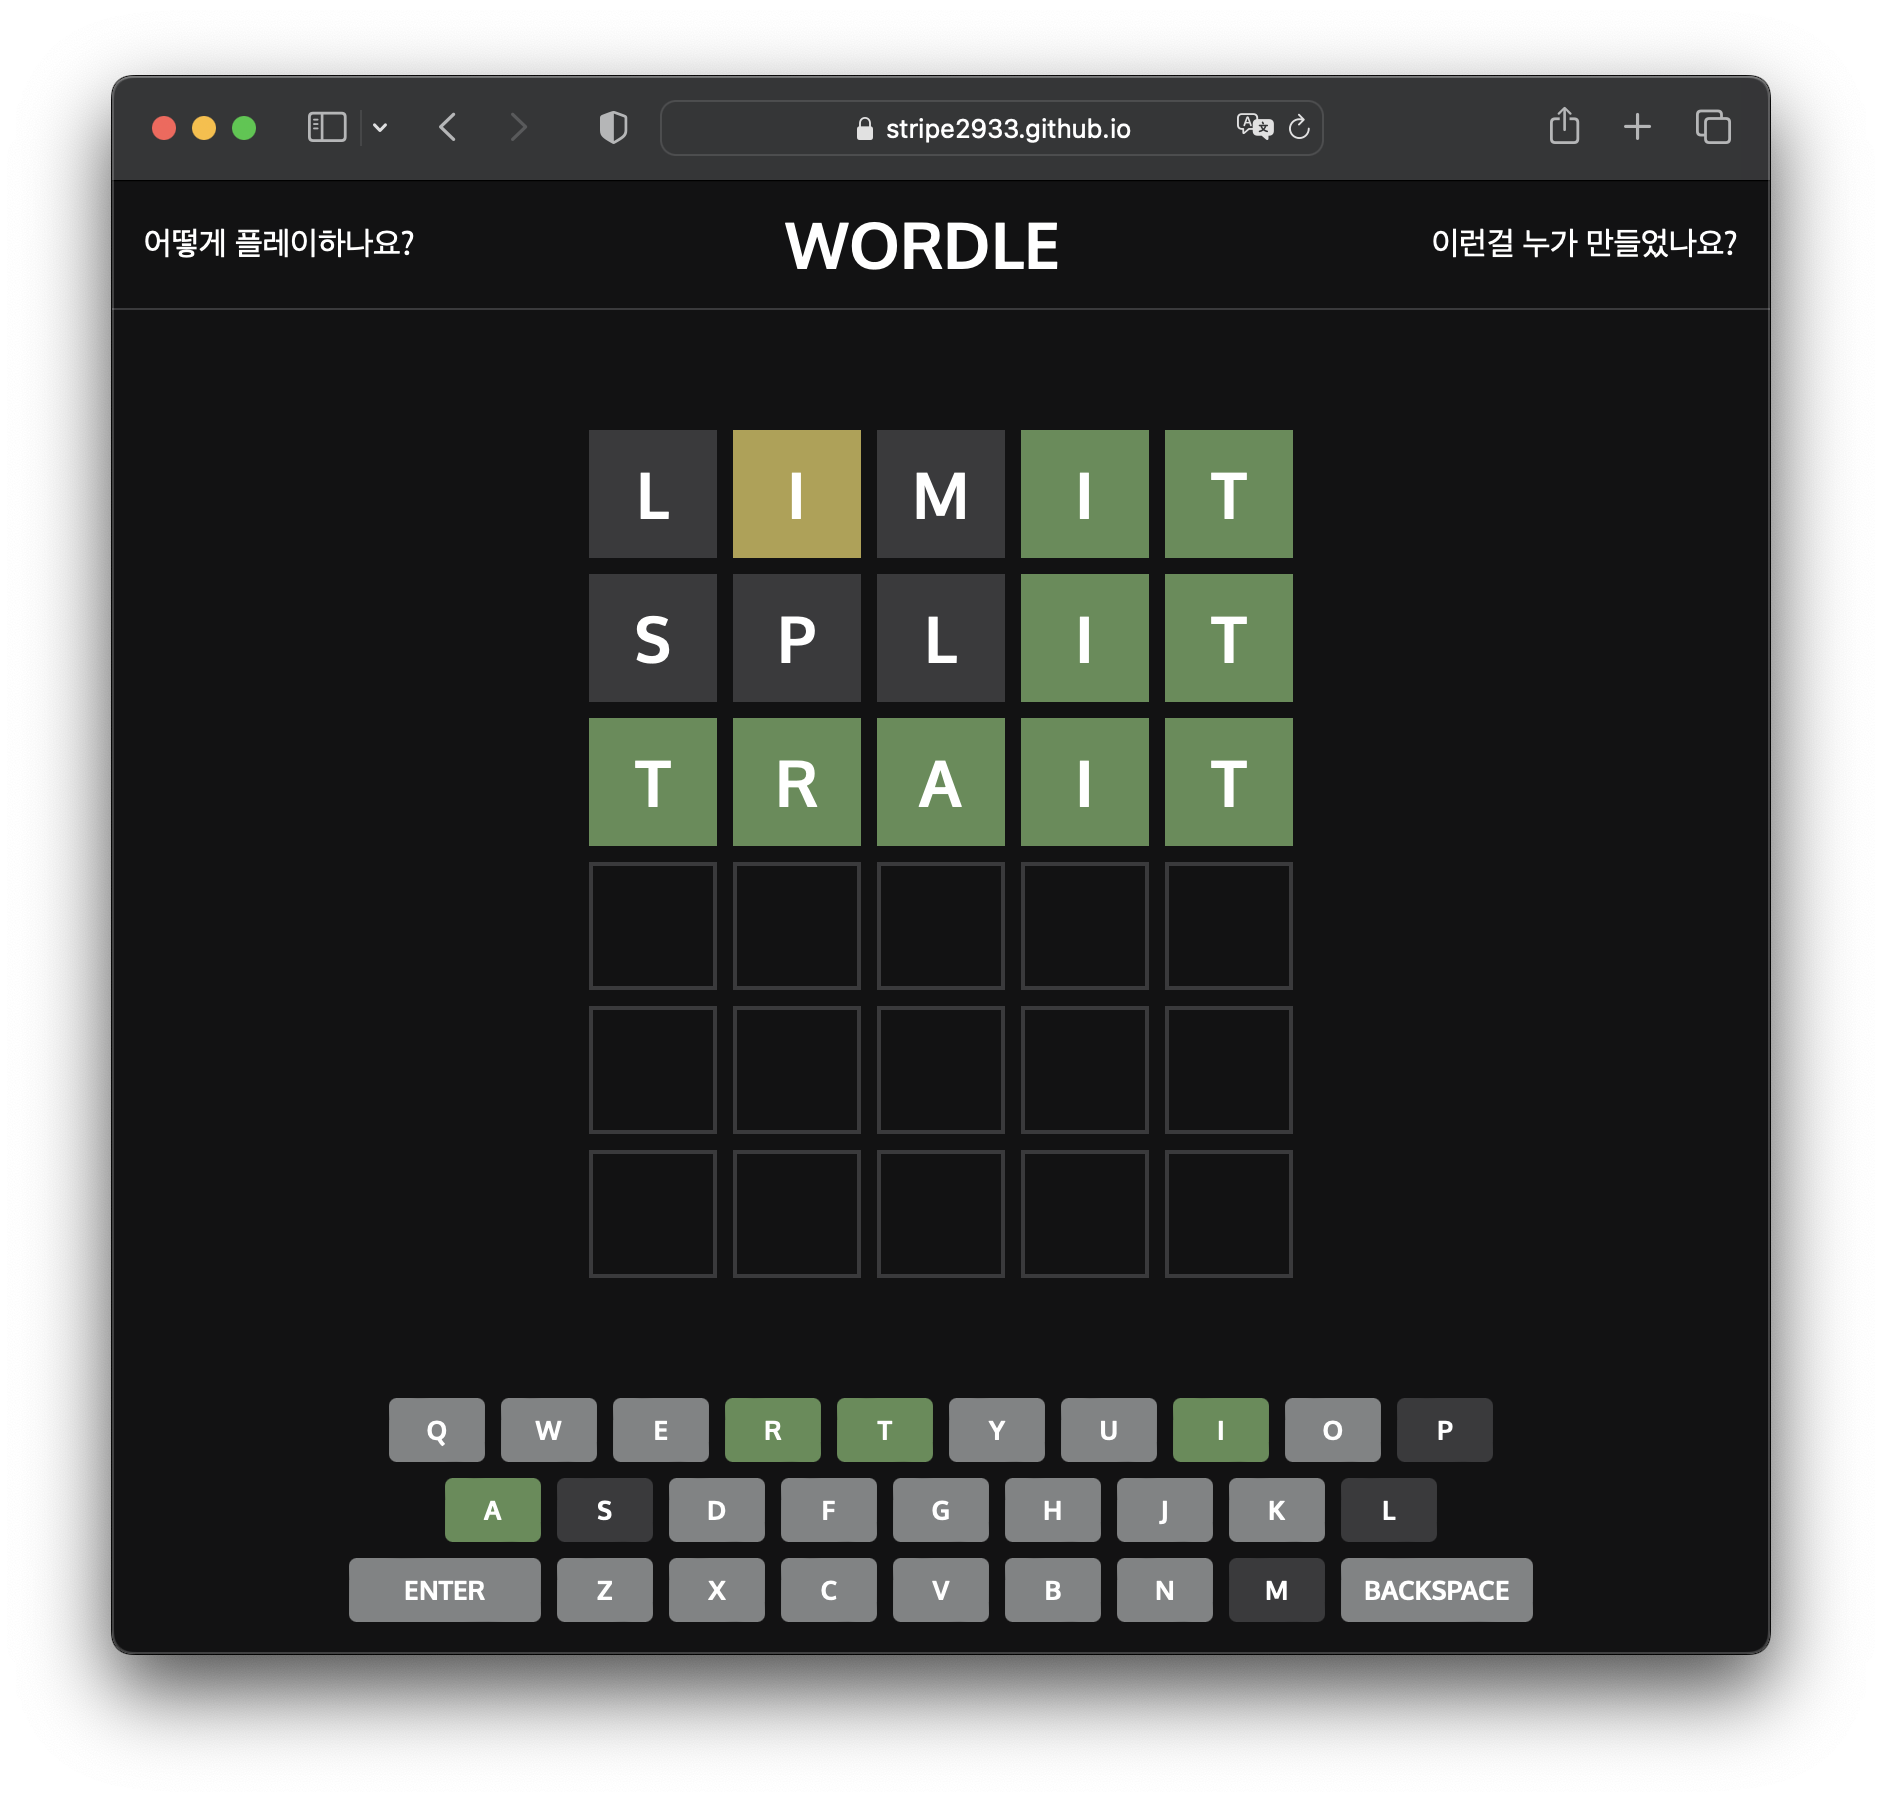 stripe2933.github.io
어떻게 플레이하나요? WORDLE 이런걸 누가 만들었나요?
L I M I T
S P L I T
T R A I T
Q W E R T Y U I O P
A S D F G H J K L
ENTER Z X C V B N M BACKSPACE